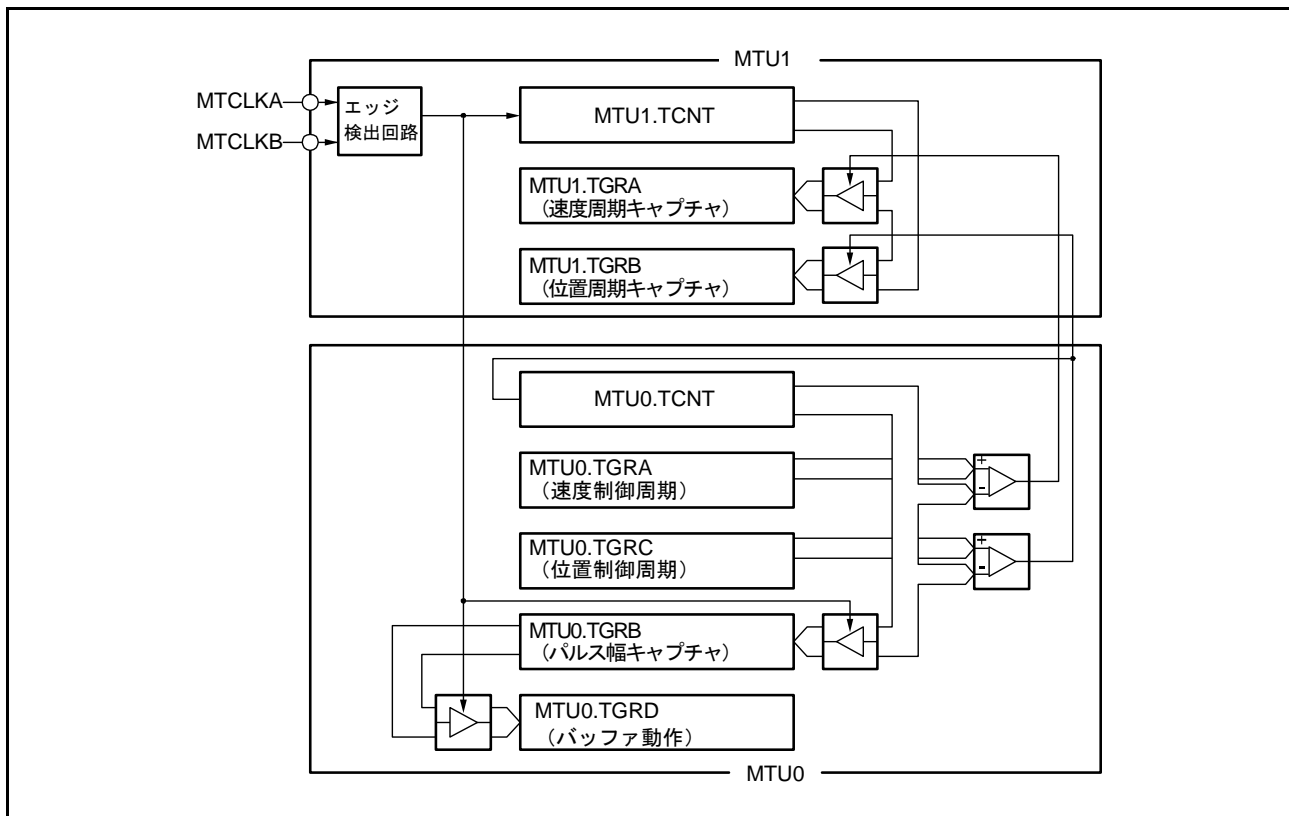 MTU1
MTCLKA
MTCLKB
エッジ
検出回路
MTU1.TCNT
MTU1.TGRA
（速度周期キャプチャ）
MTU1.TGRB
（位置周期キャプチャ）
MTU0.TCNT
MTU0.TGRA
（速度制御周期）
+
-
MTU0.TGRC
（位置制御周期）
+
-
MTU0.TGRB
（パルス幅キャプチャ）
MTU0.TGRD
（バッファ動作）
MTU0